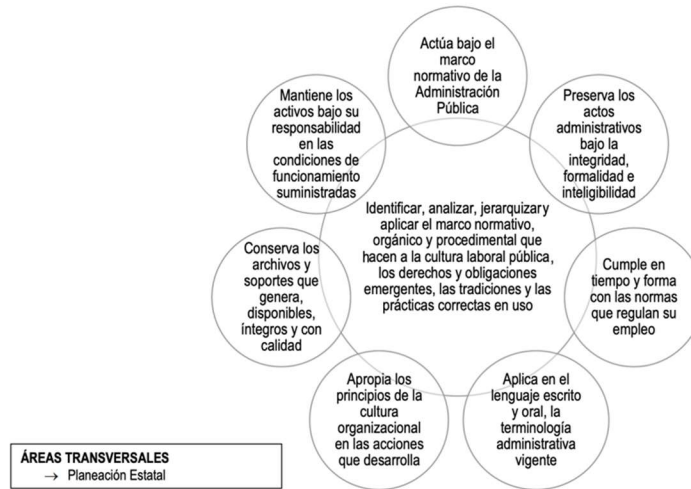 Actúa bajo el
marco
normativo de la
Administración
Pública
Mantiene los
activos bajo su
responsabilidad
en las
condiciones de
funcionamiento
suministradas
Preserva los
actos
administrativos
bajo la
integridad,
formalidad e
inteligibilidad
Identificar, analizar, jerarquizar y
aplicar el marco normativo,
orgánico y procedimental que
hacen a la cultura laboral pública,
los derechos y obligaciones
emergentes, las tradiciones y las
prácticas correctas en uso
Conserva los
archivos y
soportes que
genera,
disponibles,
íntegros y con
calidad
Cumple en
tiempo y forma
con las normas
que regulan su
empleo
Apropia los
principios de la
cultura
organizacional
en las acciones
que desarrolla
Aplica en el
lenguaje escrito
y oral, la
terminología
administrativa
vigente
ÁREAS TRANSVERSALES
→ Planeación Estatal